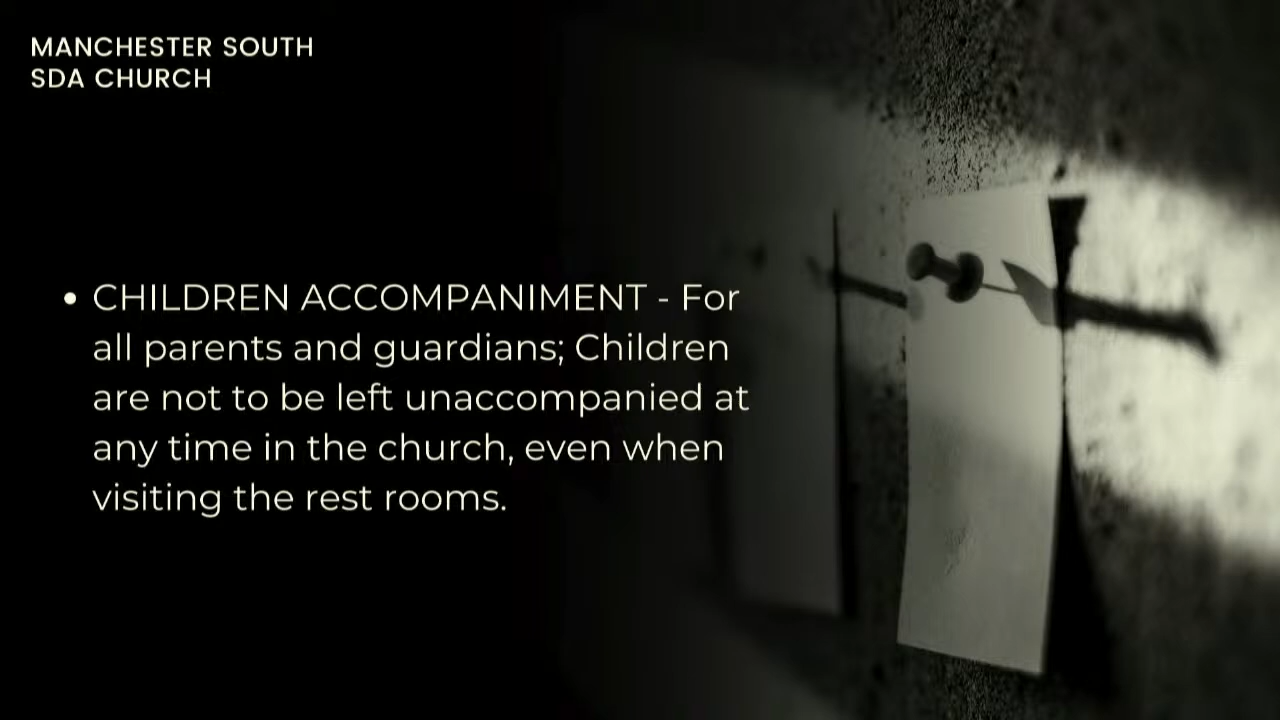 MANCHESTER SOUTH
SDA CHURCH
• CHILDREN ACCOMPANIMENT - For
all parents and guardians; Children
are not to be left unaccompanied at
any time in the church, even when
visiting the rest rooms.